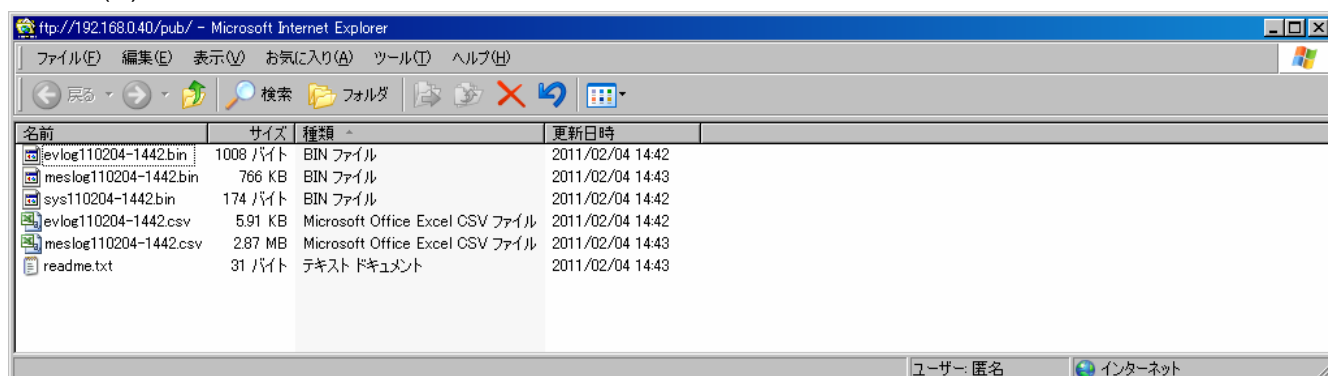 ftp://192.168.0.40/pub/ - Microsoft Internet Explorer
ファイル(F) 編集(E) 表示(V) お気に入り(A) ツール(T) ヘルプ(H)
戻る 検索 フォルダ
名前 サイズ 種類 更新日時
evlog110204-1442.bin 1008 バイト BIN ファイル 2011/02/04 14:42
meslog110204-1442.bin 766 KB BIN ファイル 2011/02/04 14:43
sys110204-1442.bin 174 バイト BIN ファイル 2011/02/04 14:42
evlog110204-1442.csv 5.91 KB Microsoft Office Excel CSV ファイル 2011/02/04 14:42
meslog110204-1442.csv 2.87 MB Microsoft Office Excel CSV ファイル 2011/02/04 14:43
readme.txt 31 バイト テキスト ドキュメント 2011/02/04 14:43
ユーザー: 匿名 インターネット